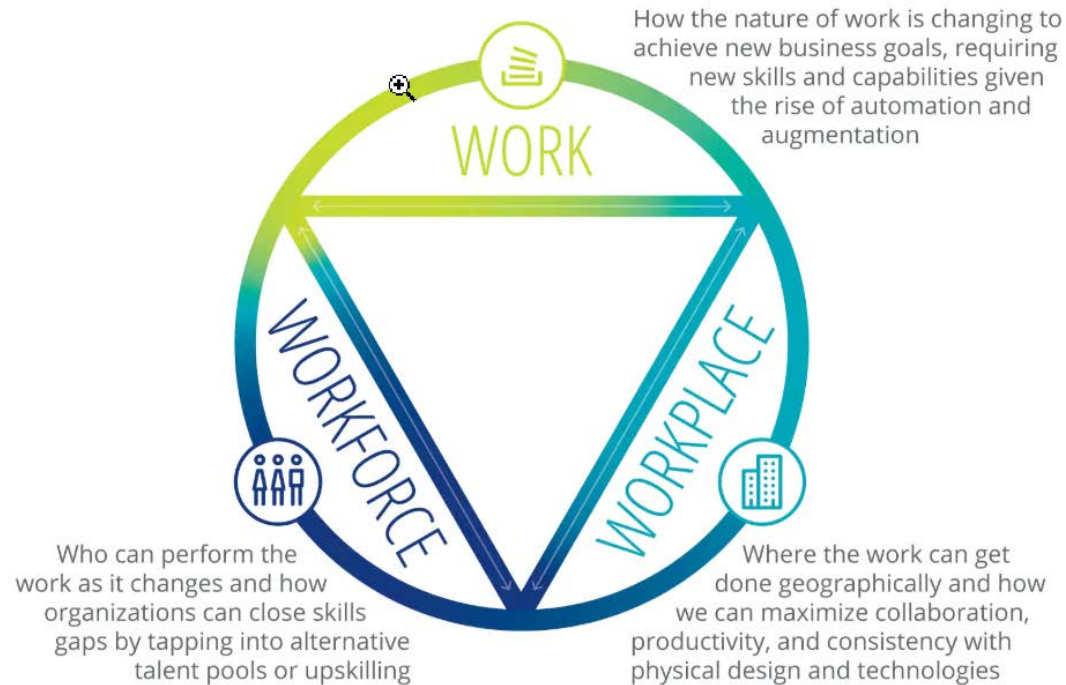 How the nature of work is changing to
achieve new business goals, requiring
new skills and capabilities given
the rise of automation and
augmentation
WORK
WORKFORCE
WORKPLACE
Who can perform the
work as it changes and how
organizations can close skills
gaps by tapping into alternative
talent pools or upskilling
Where the work can get
done geographically and how
we can maximize collaboration,
productivity, and consistency with
physical design and technologies